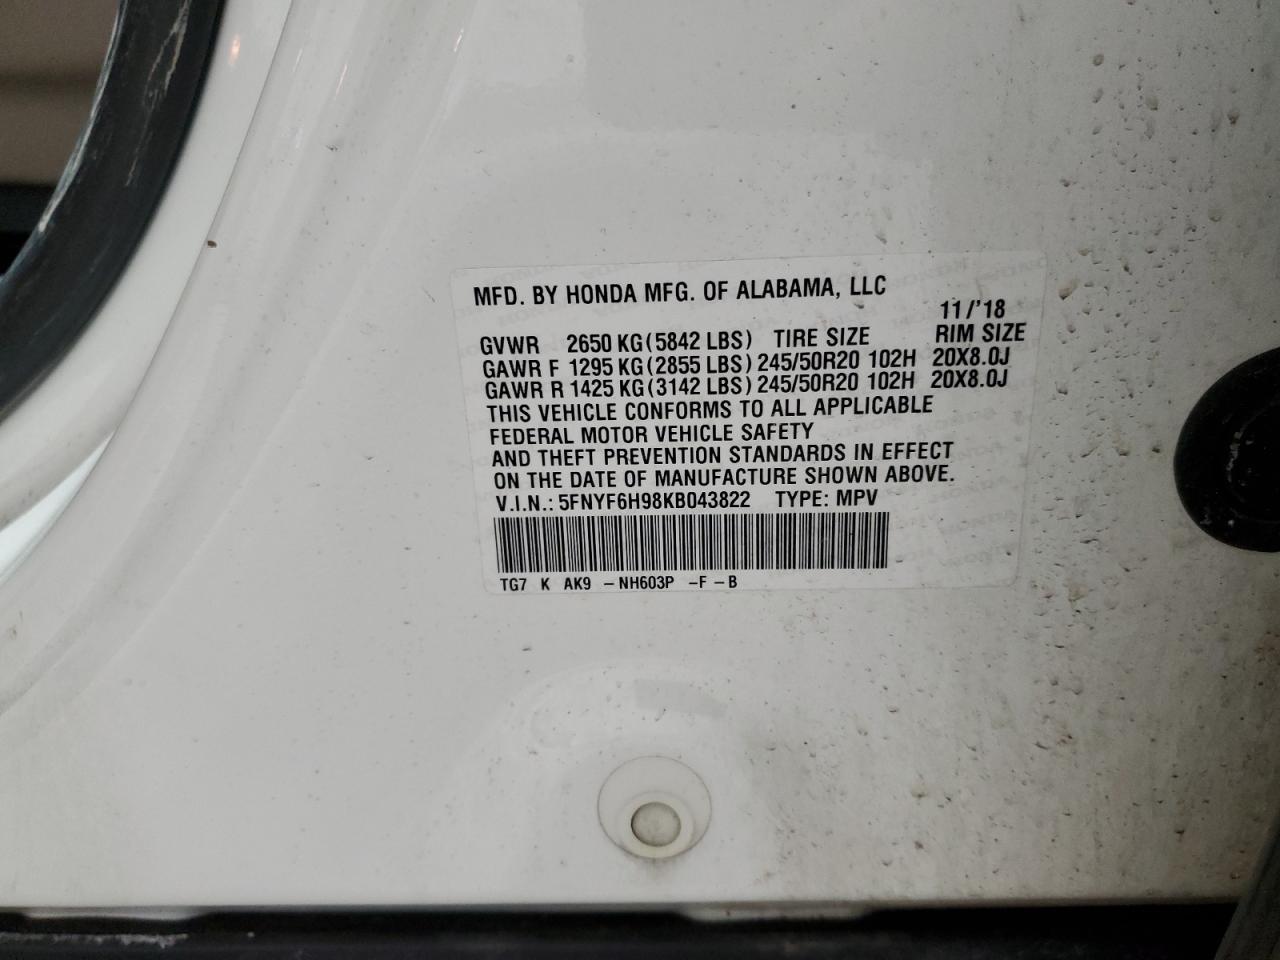 MFD. BY HONDA MFG. OF ALABAMA, LLC
11/'18
GVWR 2650 KG(5842 LBS) TIRE SIZE RIM SIZE
GAWR F 1295 KG(2855 LBS) 245/50R20 102H 20X8.0J
GAWR R 1425 KG(3142 LBS) 245/50R20 102H 20X8.0J
THIS VEHICLE CONFORMS TO ALL APPLICABLE
FEDERAL MOTOR VEHICLE SAFETY
AND THEFT PREVENTION STANDARDS IN EFFECT
ON THE DATE OF MANUFACTURE SHOWN ABOVE.
V.I.N.: 5FNYF6H98KB043822 TYPE: MPV
TG7 K AK9 -NH603P -F -B